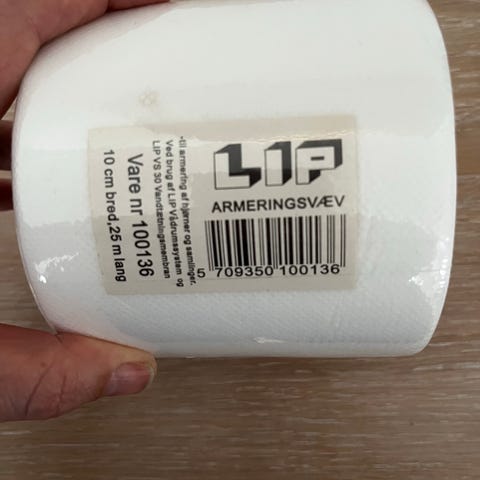 LIP
ARMERINGSVÆV
5 709350 100136
-til armering af hjørner og samlinger.
Ved brug af LIP Vådrumssystem og
LIP VS 30 Vandtætningsmembran
Vare nr 100136
10 cm bred,25 m lang